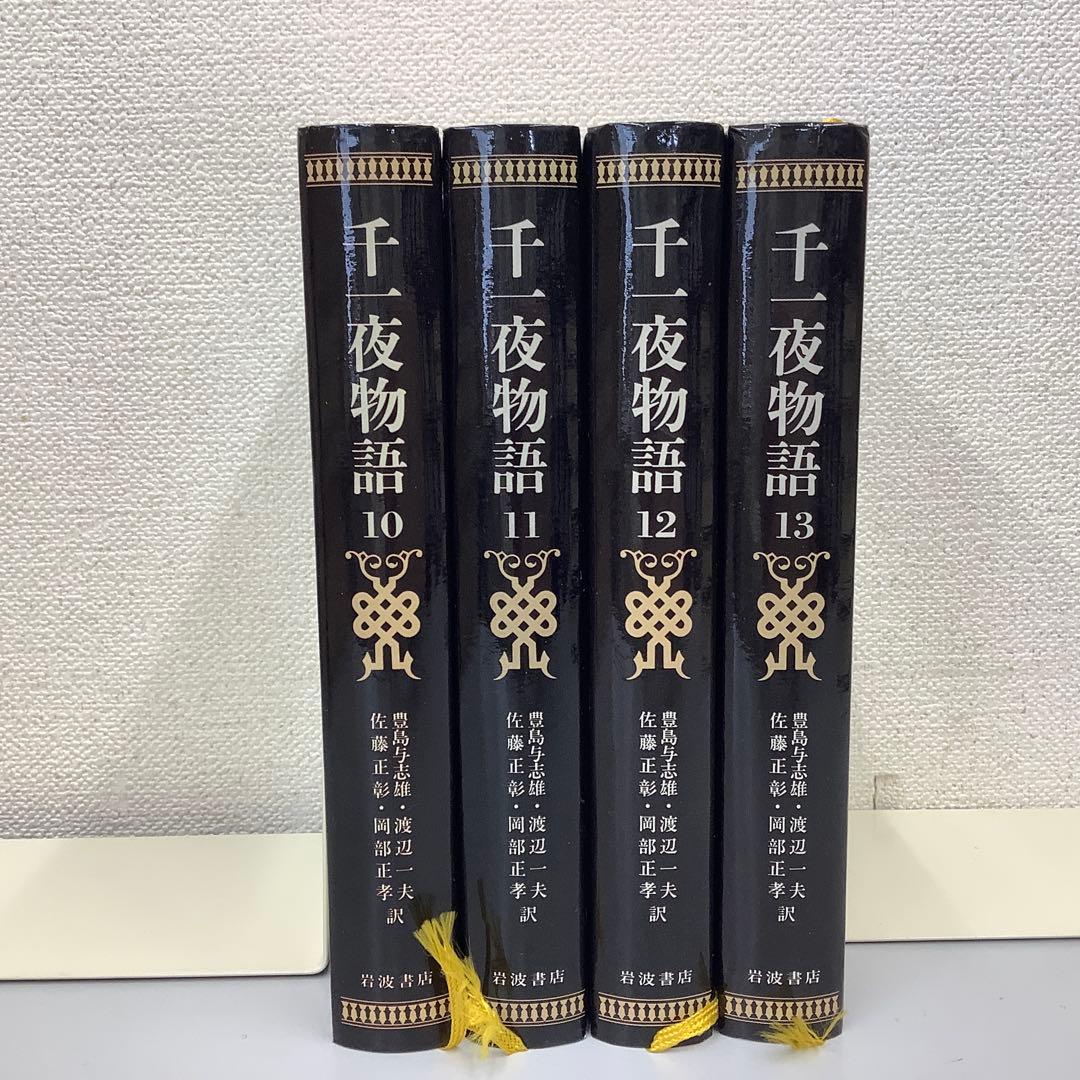 千一夜物語
10
豊島与志雄・渡辺一夫
佐藤正彰・岡部正孝
訳
岩波書店
千一夜物語
11
豊島与志雄・渡辺一夫
佐藤正彰・岡部正孝
訳
岩波書店
千一夜物語
12
豊島与志雄・渡辺一夫
佐藤正彰・岡部正孝
訳
岩波書店
千一夜物語
13
豊島与志雄・渡辺一夫
佐藤正彰・岡部正孝
訳
岩波書店